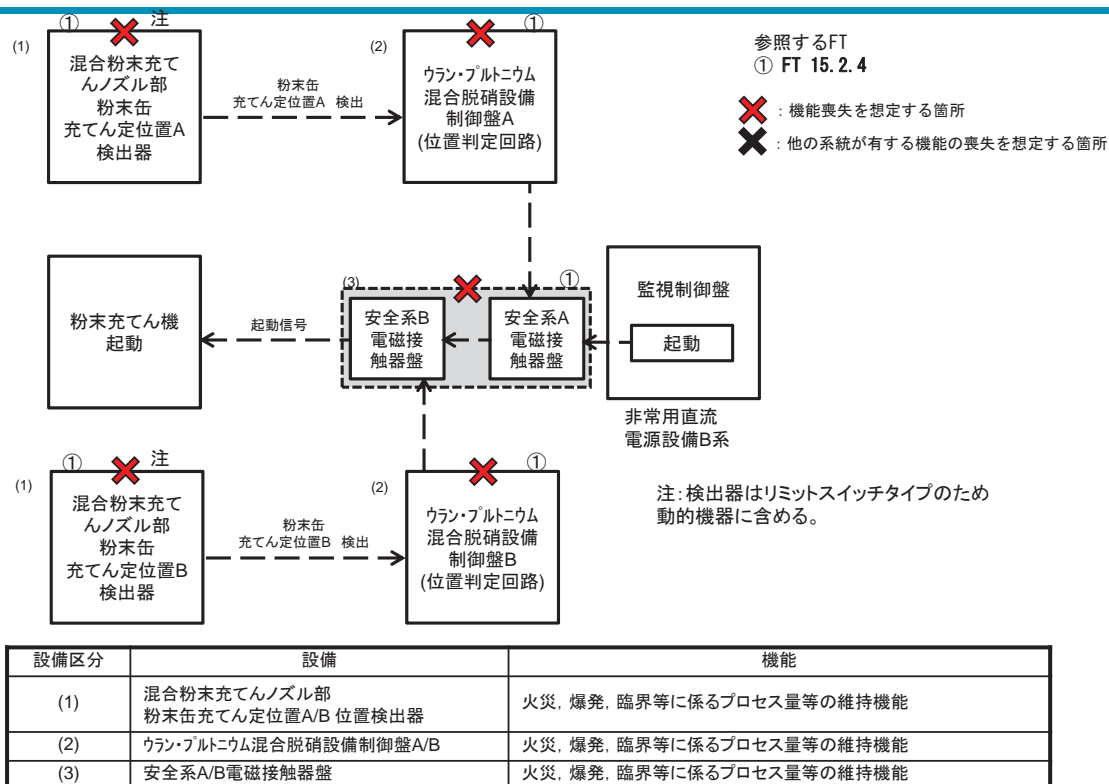 ① 注
(1)
混合粉末充て
んノズル部
粉末缶
充てん定位置A
検出器
粉末缶
充てん定位置A 検出
①
(2)
ウラン・プルトニウム
混合脱硝設備
制御盤A
(位置判定回路)
参照するFT
① FT 15.2.4
：機能喪失を想定する箇所
：他の系統が有する機能の喪失を想定する箇所
粉末充てん機
起動
起動信号
(3)
①
安全系B
電磁接
触器盤
安全系A
電磁接
触器盤
監視制御盤
起動
非常用直流
電源設備B系
① 注
(1)
混合粉末充て
んノズル部
粉末缶
充てん定位置B
検出器
粉末缶
充てん定位置B 検出
①
(2)
ウラン・プルトニウム
混合脱硝設備
制御盤B
(位置判定回路)
注：検出器はリミットスイッチタイプのため
動的機器に含める。
設備区分 設備 機能
(1) 混合粉末充てんノズル部
粉末缶充てん定位置A/B 位置検出器 火災，爆発，臨界等に係るプロセス量等の維持機能
(2) ウラン・プルトニウム混合脱硝設備制御盤A/B 火災，爆発，臨界等に係るプロセス量等の維持機能
(3) 安全系A/B電磁接触器盤 火災，爆発，臨界等に係るプロセス量等の維持機能